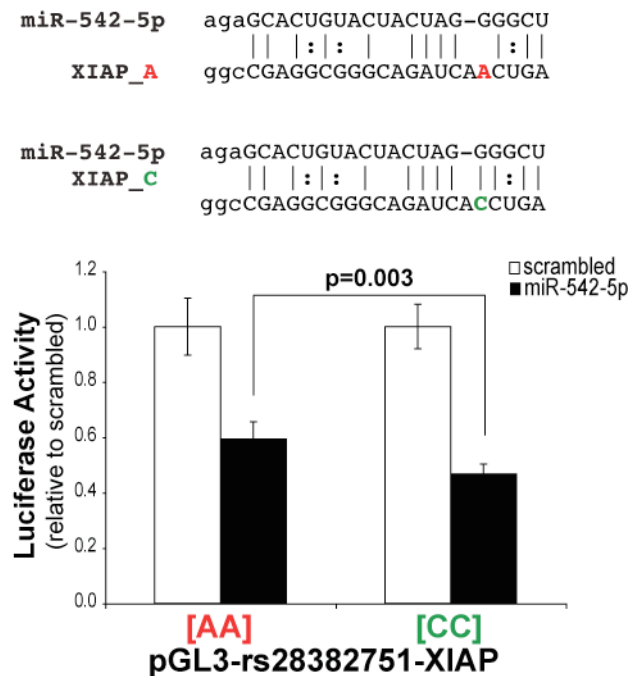 miR-542-5p agaGCACUGUACUACUAG-GGGCU
XIAP_A ggcCGAGGCGGGCAGAUCAACUGA
miR-542-5p agaGCACUGUACUACUAG-GGGCU
XIAP_C
ggcCGAGGCGGGCAGAUCACCUGA
scrambled
miR-542-5p
p=0.003
Luciferase Activity
(relative to scrambled)
1.2
1.0
0.8
0.6
0.4
0.2
0.0
[AA] [CC]
pGL3-rs28382751-XIAP